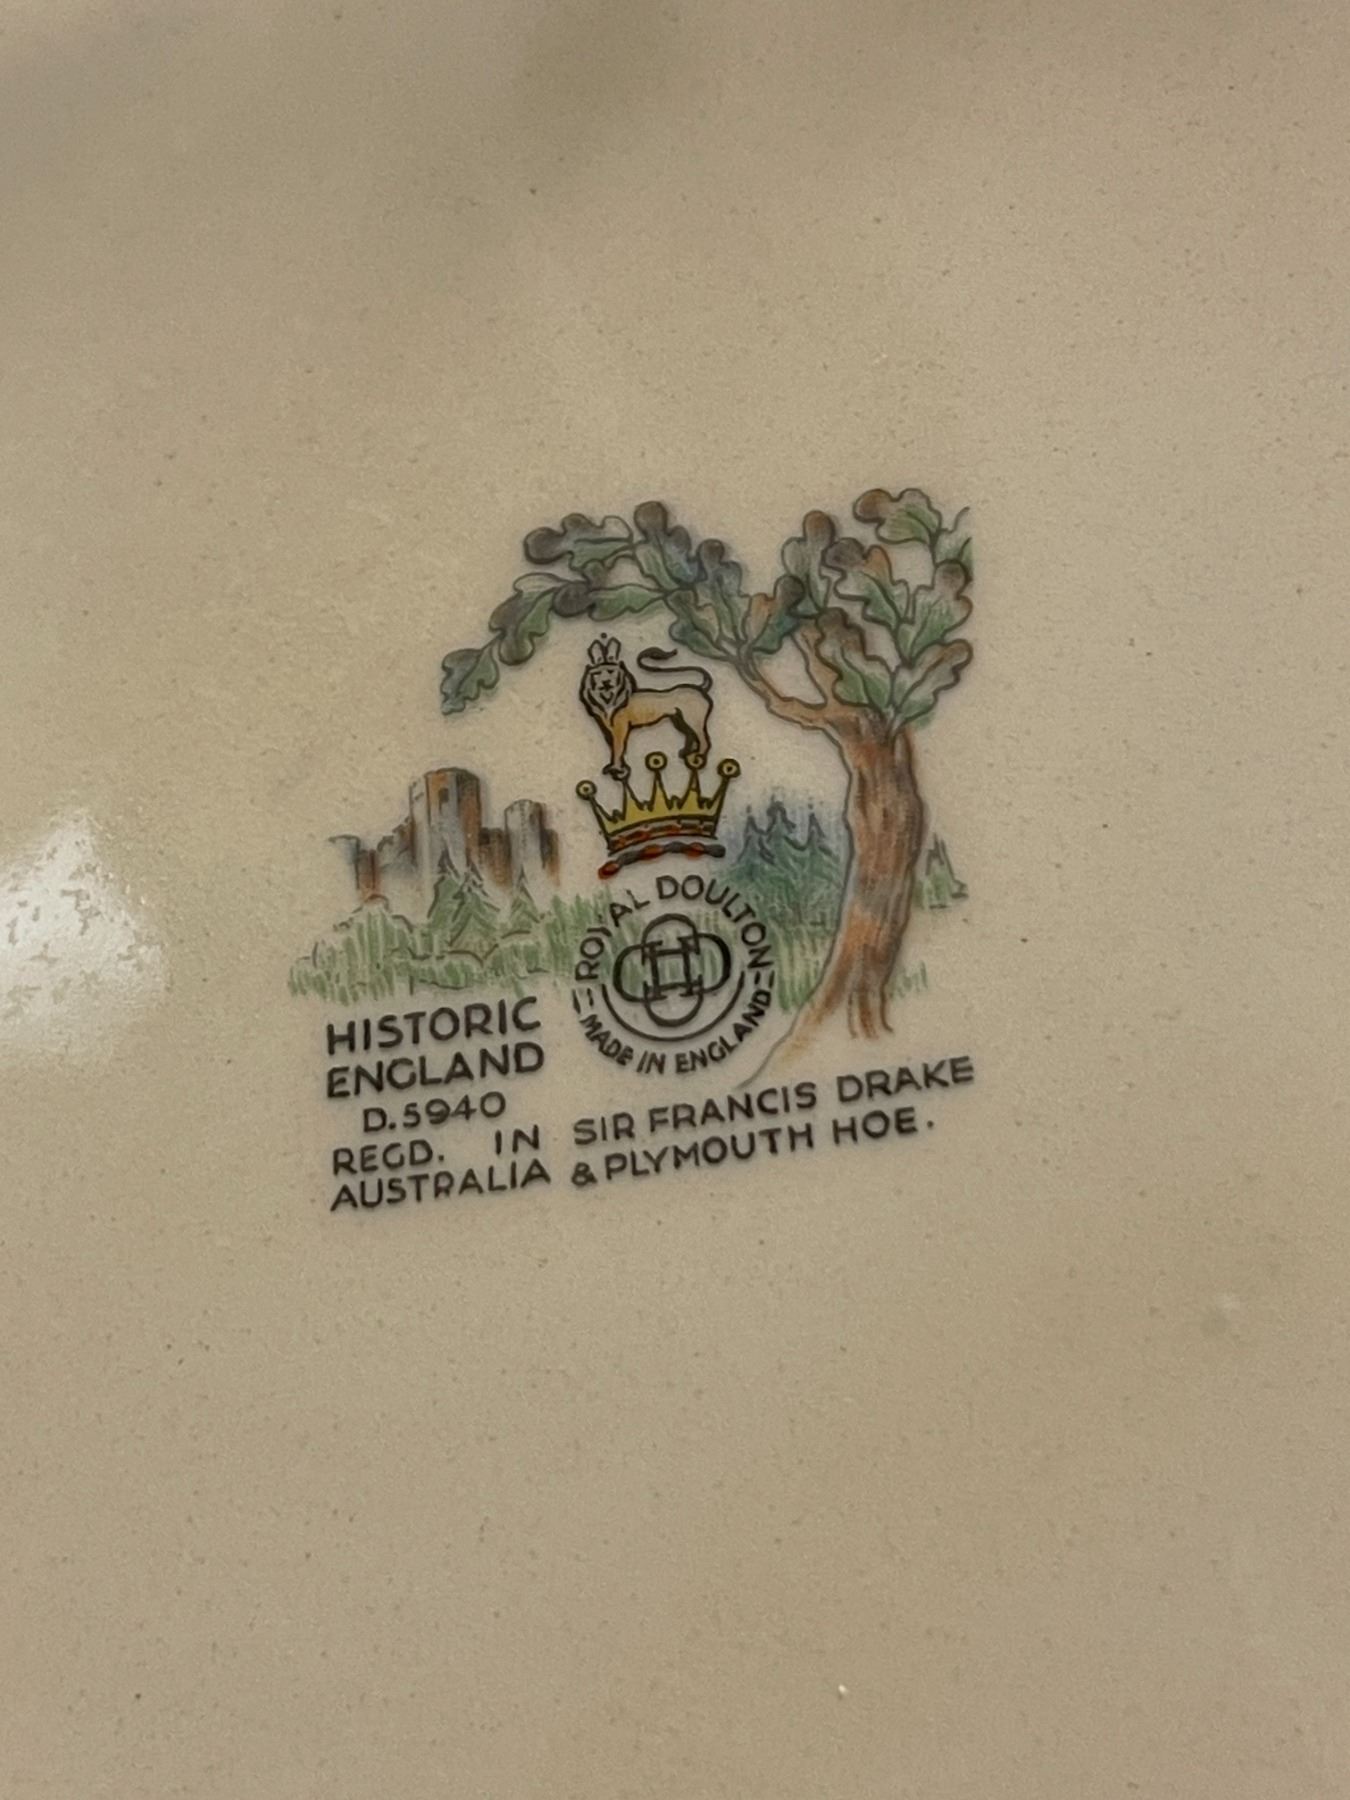 ROYAL DOULTON
MADE IN ENGLAND
HISTORIC
ENGLAND
D.5940
REGD. IN
AUSTRALIA
SIR FRANCIS DRAKE
& PLYMOUTH HOE.